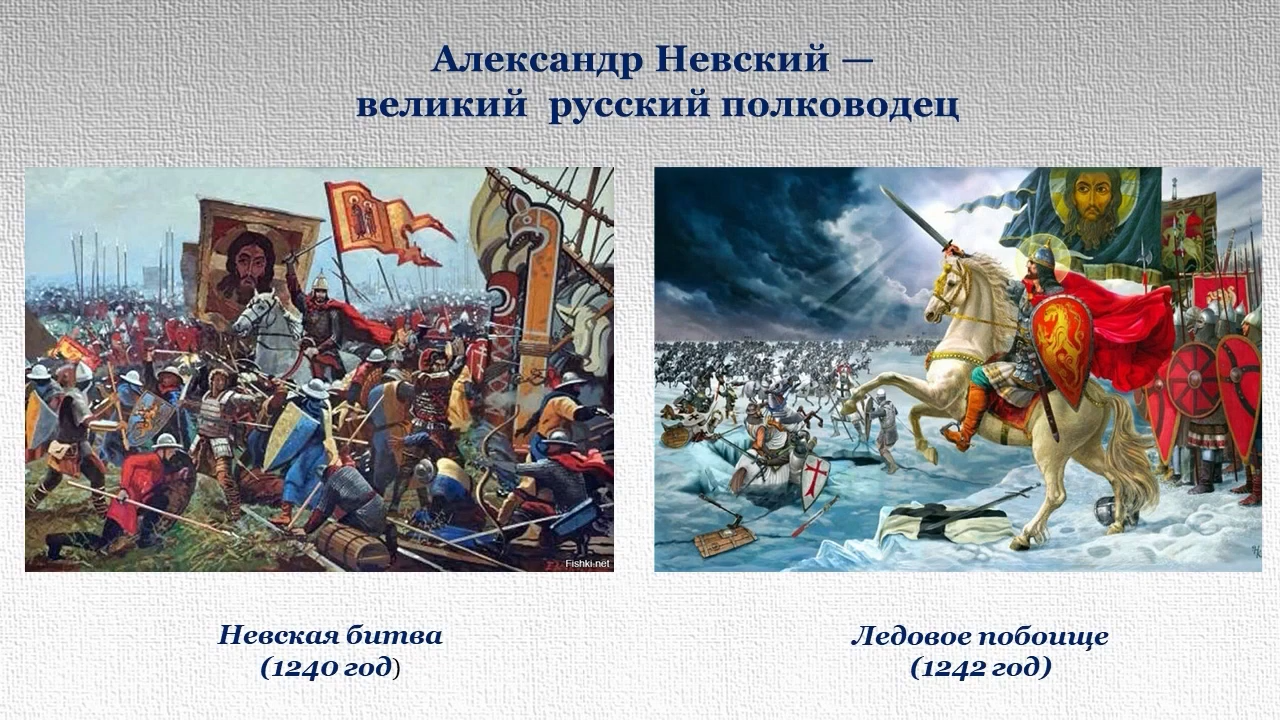 Александр Невский —
великий русский полководец
Fishki.net
Невская битва
(1240 год)
Ледовое побоище
(1242 год)